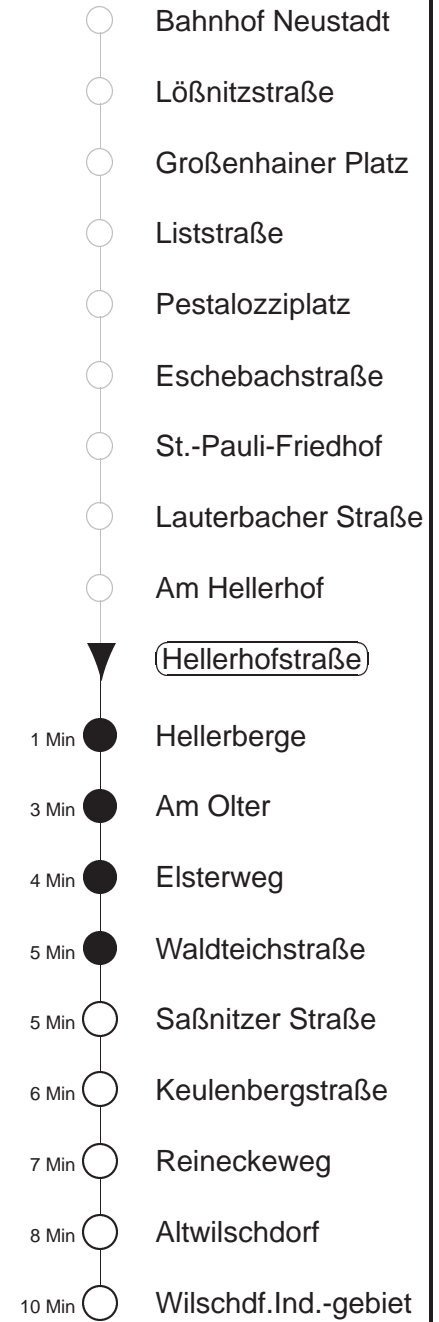 Bahnhof Neustadt
Lößnitzstraße
Großenhainer Platz
Liststraße
Pestalozziplatz
Eschebachstraße
St.-Pauli-Friedhof
Lauterbacher Straße
Am Hellerhof
Hellerhofstraße
1 Min Hellerberge
3 Min Am Olter
4 Min Elsterweg
5 Min Waldteichstraße
5 Min Saßnitzer Straße
6 Min Keulenbergstraße
7 Min Reineckeweg
8 Min Altwilschdorf
10 Min Wilschdf.Ind.-gebiet